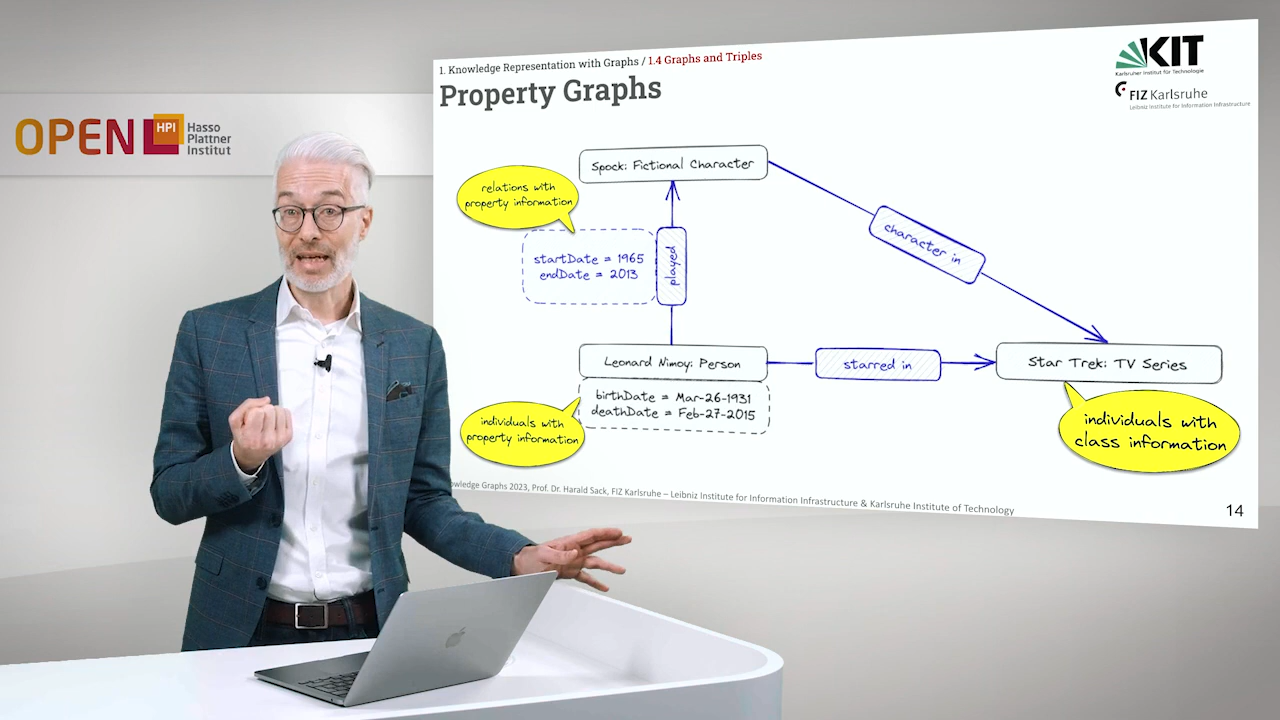 OPEN HPI Hasso
Plattner
Institut
1. Knowledge Representation with Graphs / 1.4 Graphs and Triples
Property Graphs
KIT
Karlsruher Institut für Technologie
FIZ Karlsruhe
Leibniz Institute for Information Infrastructure
Spock: Fictional Character
relations with
property information
startDate = 1965
endDate = 2013
played
character in
Leonard Nimoy: Person
starred in
Star Trek: TV Series
birthDate = Mar-26-1931
deathDate = Feb-27-2015
individuals with
property information
individuals with
class information
owledge Graphs 2023, Prof. Dr. Harald Sack, FIZ Karlsruhe – Leibniz Institute for Information Infrastructure & Karlsruhe Institute of Technology
14